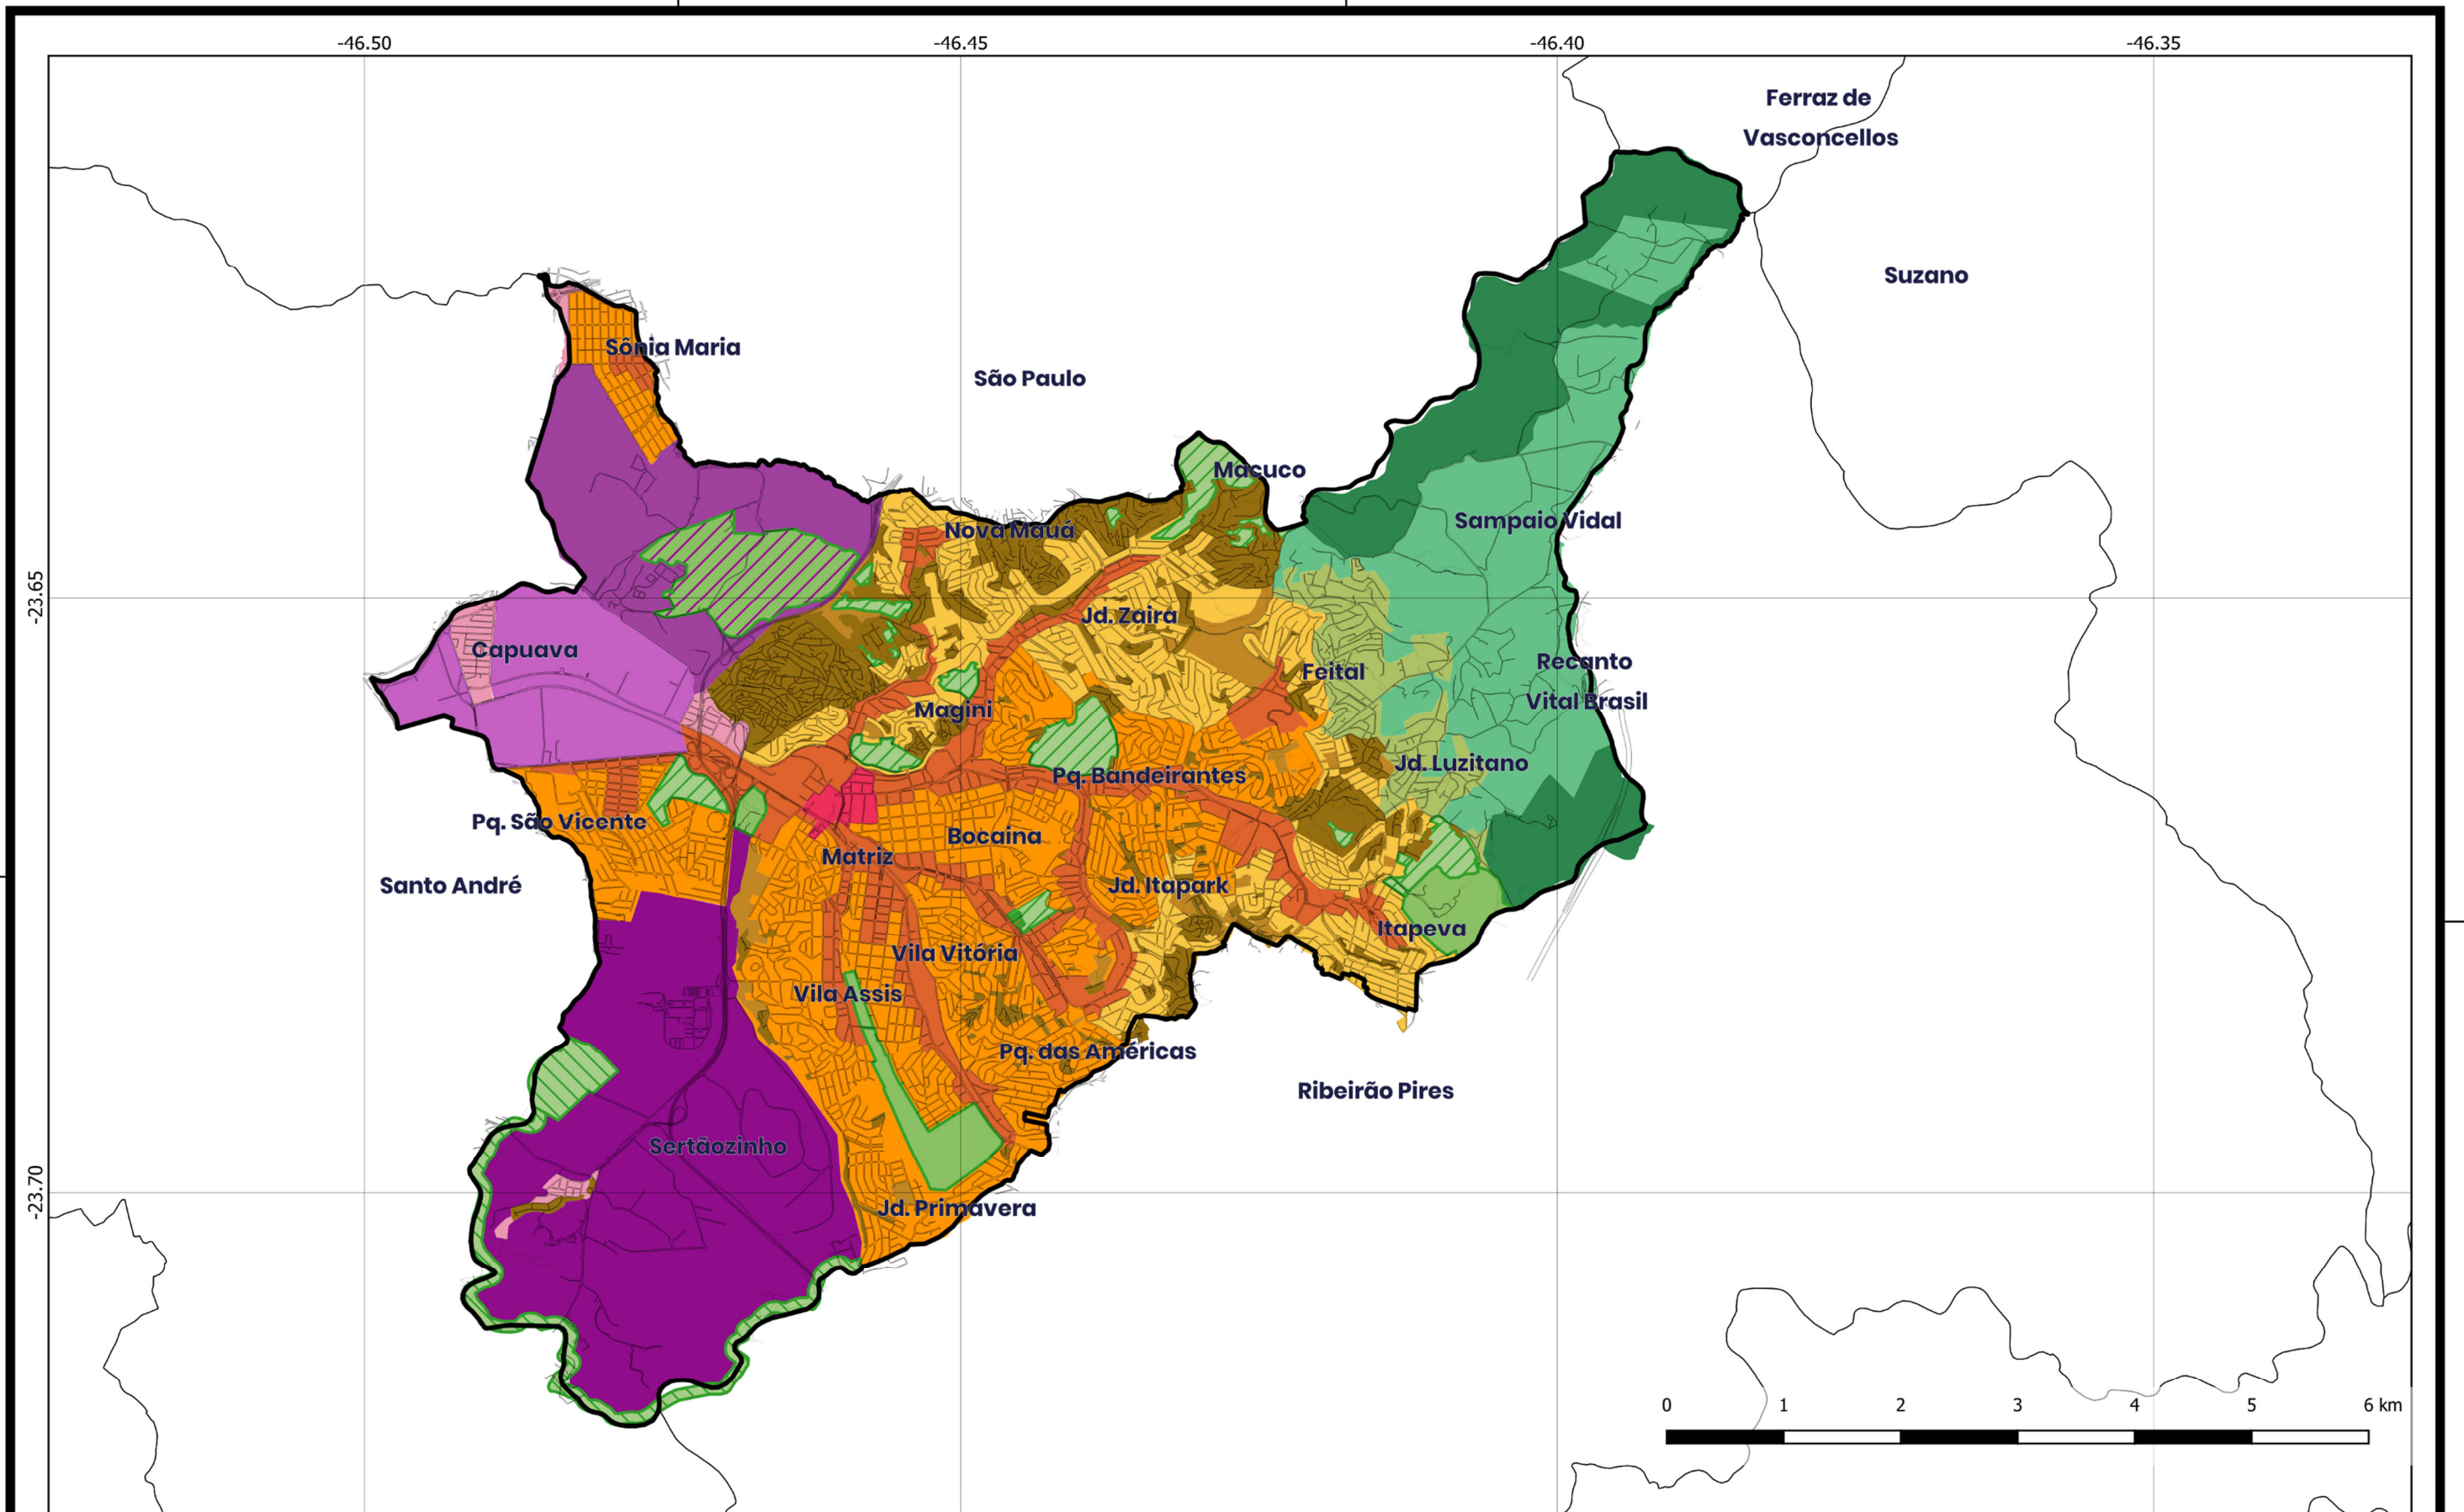 -46.50
-46.45
-46.40
-46.35
Ferraz de
Vasconcellos
Suzano
Sônia Maria
São Paulo
Macuco
Sampaio Vidal
Nova Mauá
-23.65
Jd. Zaira
Capuava
Recanto
Vital Brasil
Feital
Magini
Jd. Luzitano
Pq. Bandeirantes
Pq. São Vicente
Bocaina
Matriz
Santo André
Jd. Itapark
Itapeva
Vila Vitória
Vila Assis
Pq. das Américas
Ribeirão Pires
Sertãozinho
-23.70
Jd. Primavera
0 1 2 3 4 5 6 km